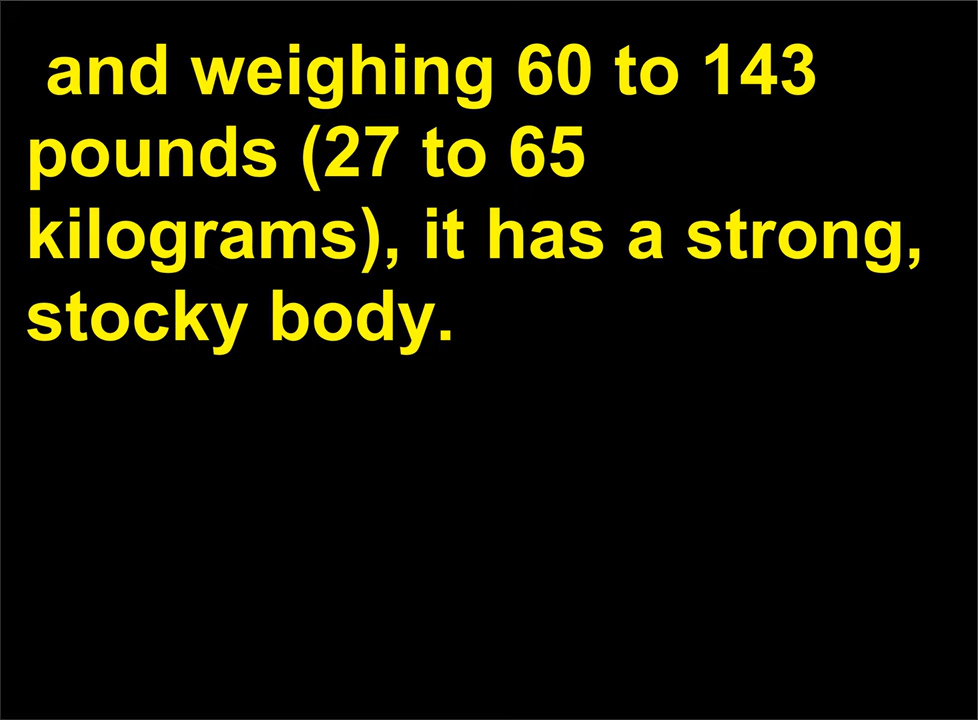 and weighing 60 to 143
pounds (27 to 65
kilograms), it has a strong,
stocky body.